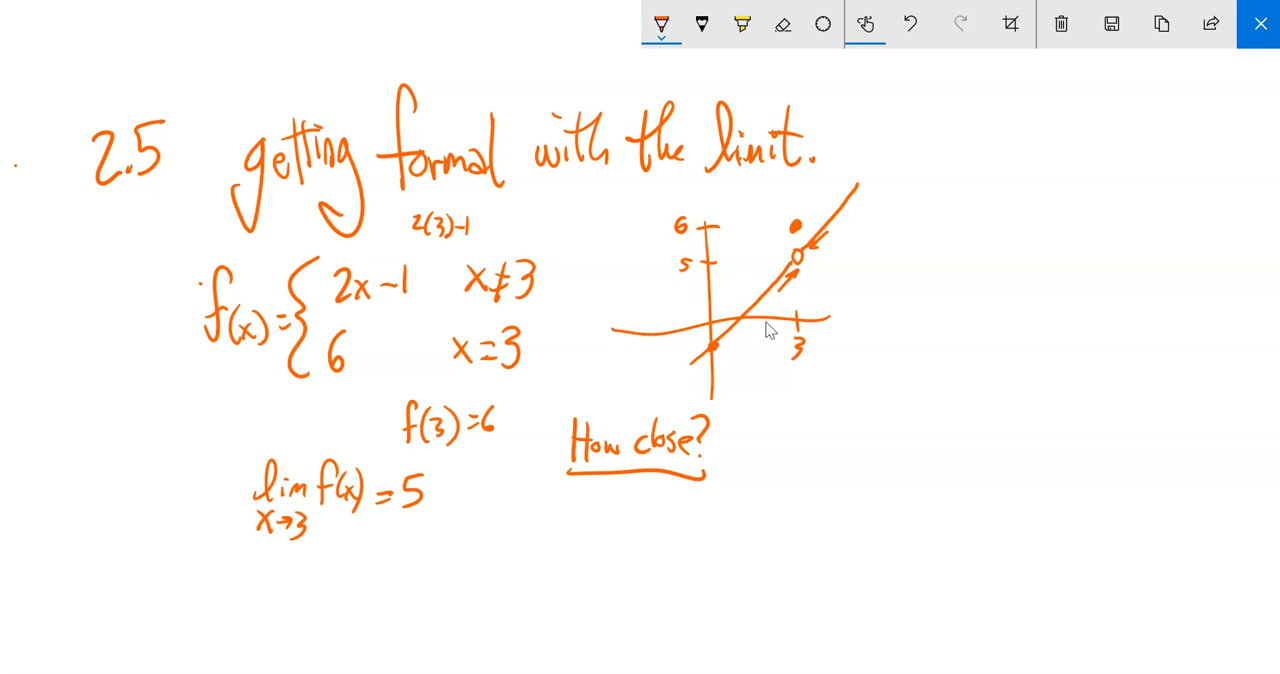 2.5 getting formal with the limit.
2(3)-1
f(x) = { 2x-1 x≠3
6 x=3
6
5
3
f(3)=6
How close?
lim f(x) = 5
x→3